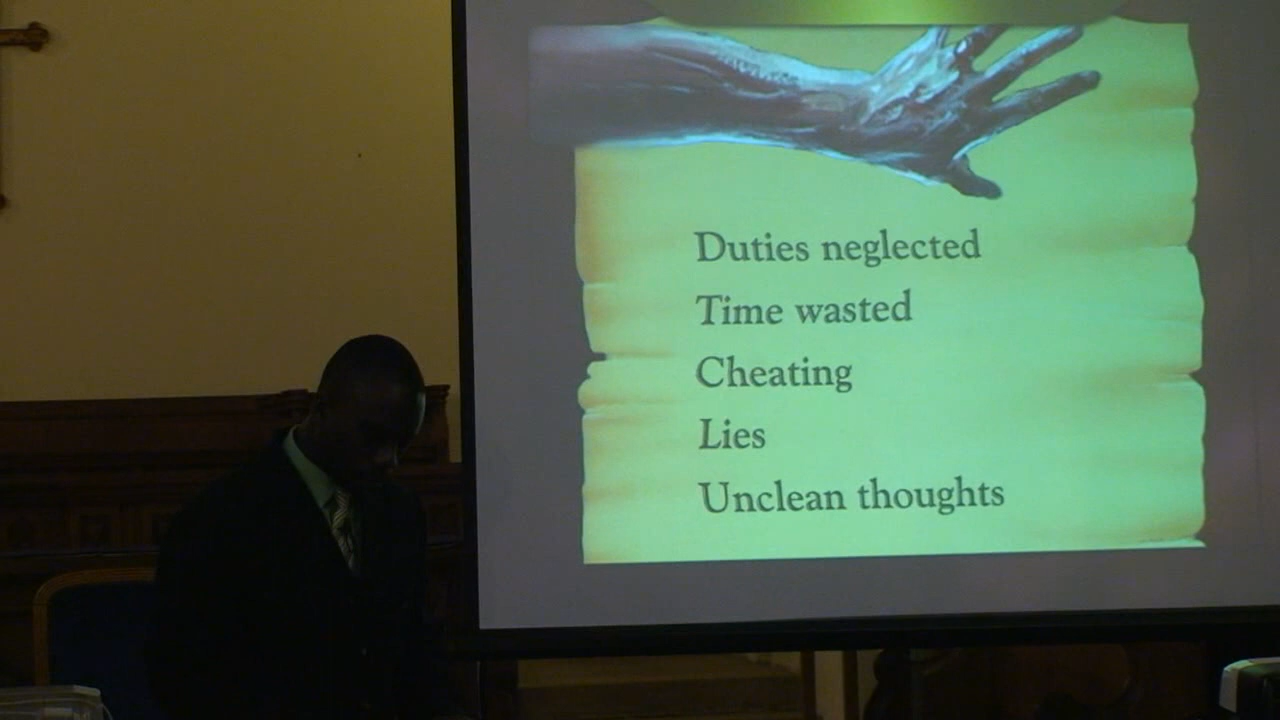 Duties neglected
Time wasted
Cheating
Lies
Unclean thoughts